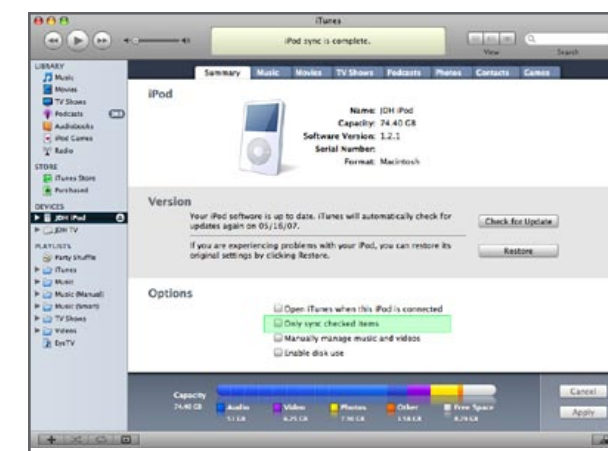 iTunes
iPod sync is complete.
View
Search
LIBRARY
Music
Movies
TV Shows
Podcasts
Audiobooks
iPod Games
Radio
STORE
iTunes Store
Purchased
DEVICES
JDH iPod
JDH TV
PLAYLISTS
Party Shuffle
iTunes
Music
Music (Manual)
Music (Smart)
TV Shows
Videos
EyeTV
Summary Music Movies TV Shows Podcasts Photos Contacts Games
iPod
Name: JDH iPod
Capacity: 74.40 GB
Software Version: 1.2.1
Serial Number:
Format: Macintosh
Version
Your iPod software is up to date. iTunes will automatically check for
updates again on 05/16/07.
Check for Update
If you are experiencing problems with your iPod, you can restore its
original settings by clicking Restore.
Restore
Options
Open iTunes when this iPod is connected
Only sync checked items
Manually manage music and videos
Enable disk use
Capacity
74.40 GB
Audio
Video
Photos
Other
Free Space
Cancel
Apply